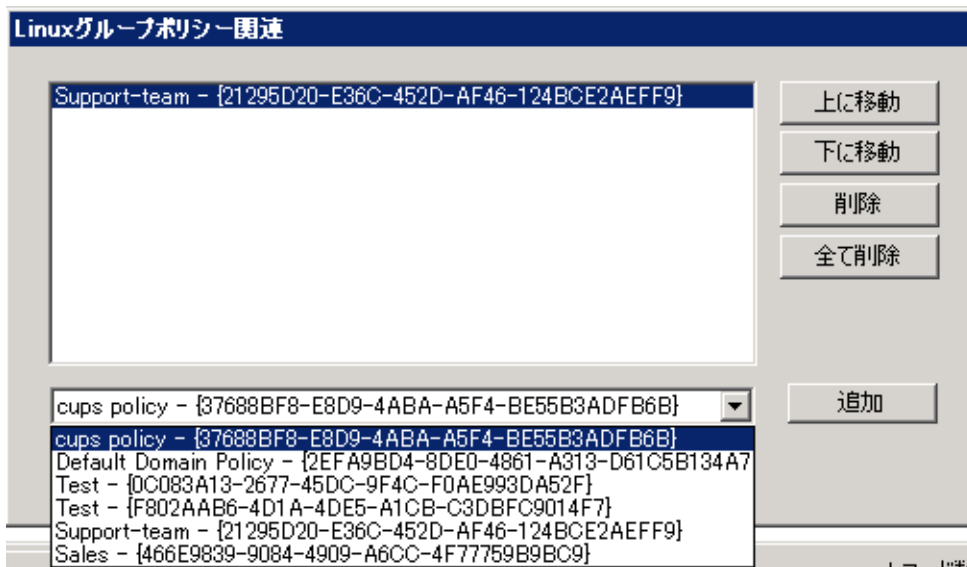 Linuxグループポリシー関連
Support-team - {21295D20-E36C-452D-AF46-124BCE2AEFF9}
上に移動
下に移動
削除
全て削除
cups policy - {37688BF8-E8D9-4ABA-A5F4-BE55B3ADFB6B}
追加
cups policy - {37688BF8-E8D9-4ABA-A5F4-BE55B3ADFB6B}
Default Domain Policy - {2EFA9BD4-8DE0-4861-A313-D61C5B134A7
Test - {0C083A13-2677-45DC-9F4C-F0AE993DA52F}
Test - {F802AAB6-4D1A-4DE5-A1CB-C3DBFC9014F7}
Support-team - {21295D20-E36C-452D-AF46-124BCE2AEFF9}
Sales - {466E9839-9084-4909-A6CC-4F77759B9BC9}